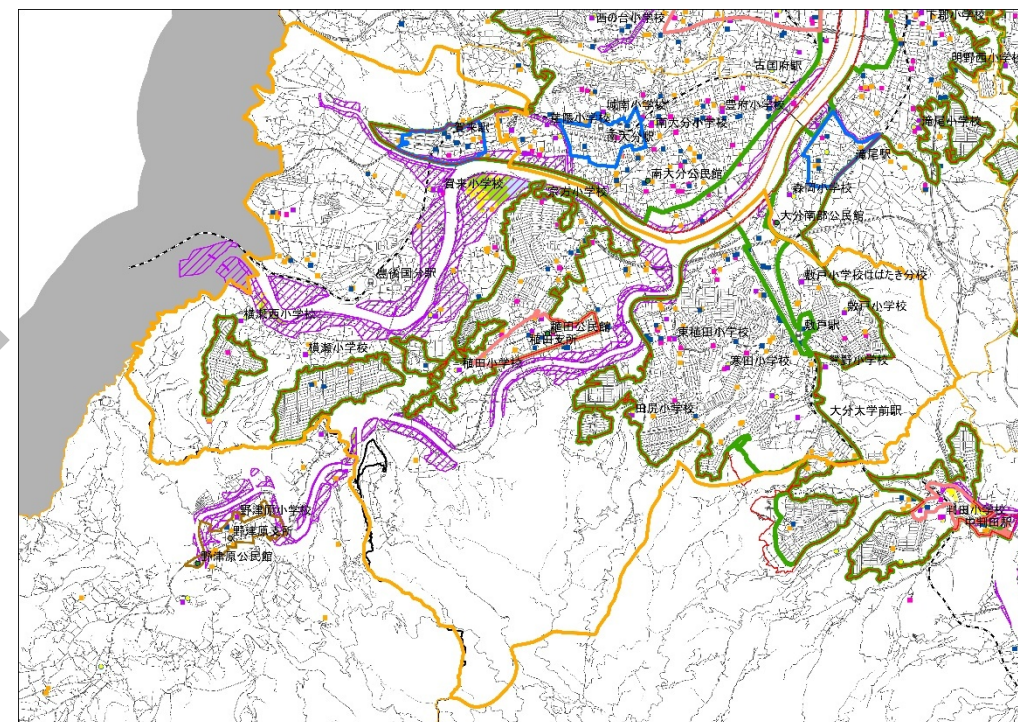 西の台小学校
下郡小学校
明野西小学校
古国府駅
城南小学校
豊府小学校
荏隈小学校
南大分小学校
滝尾小学校
賀来駅
南大分駅
滝尾駅
南大分公民館
賀来小学校
宗方小学校
森岡小学校
大分南部公民館
豊後国分駅
敷戸小学校はばたき分校
敷戸小学校
横瀬西小学校
稙田公民館
稙田支所
東稙田小学校
敷戸駅
横瀬小学校
稙田小学校
寒田小学校
鴛野小学校
田尻小学校
大分大学前駅
野津原小学校
判田小学校
中判田駅
野津原支所
野津原公民館